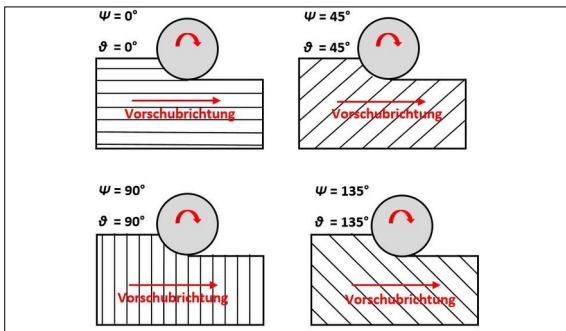 Ψ = 0°
ϑ = 0°
Vorschubrichtung
Ψ = 45°
ϑ = 45°
Vorschubrichtung
Ψ = 90°
ϑ = 90°
Vorschubrichtung
Ψ = 135°
ϑ = 135°
Vorschubrichtung